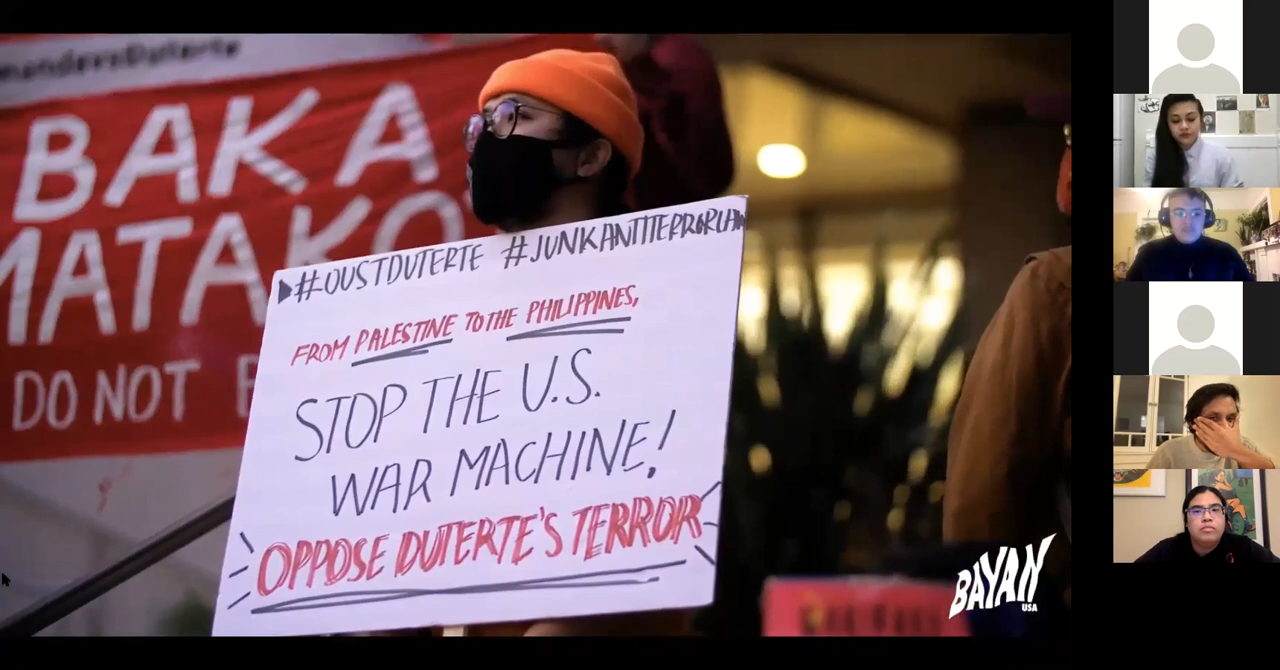 BAKA
MATAKO
DO NOT
#OUSTDUTERTE #JUNKANTITERRORLAW
FROM PALESTINE TO THE PHILIPPINES,
STOP THE U.S.
WAR MACHINE!
OPPOSE DUTERTE'S TERROR
BAYAN
USA